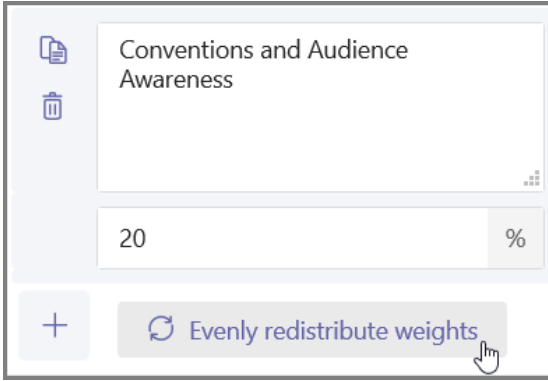 Conventions and Audience
Awareness
20
%
Evenly redistribute weights